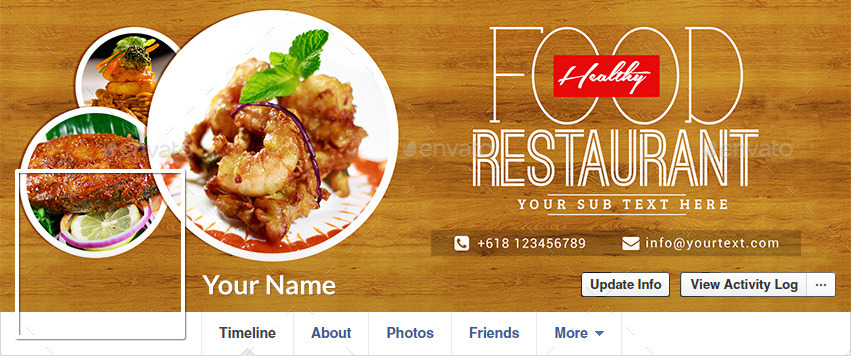 FOOD
Healthy
RESTAURANT
YOUR SUB TEXT HERE
+618 123456789 info@yourtext.com
Your Name
Update Info View Activity Log ...
Timeline About Photos Friends More
envato envato envato